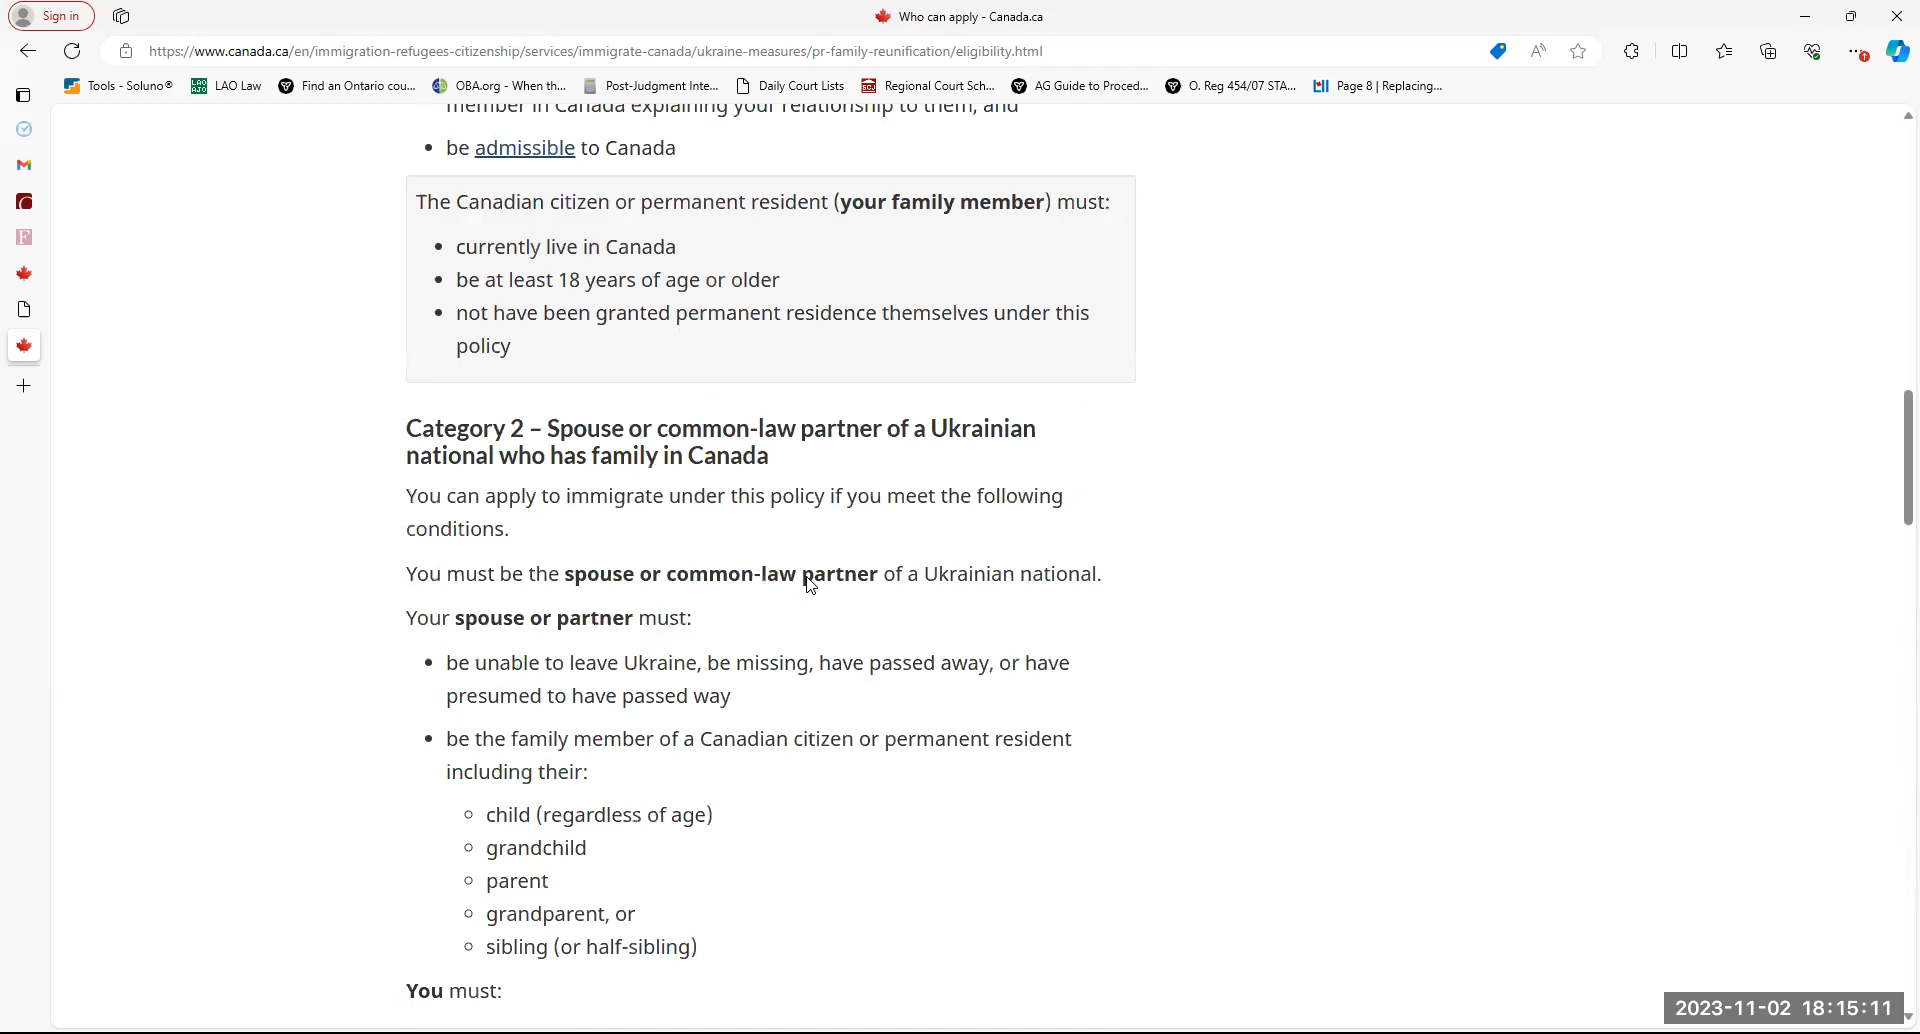 Sign in
Who can apply - Canada.ca
https://www.canada.ca/en/immigration-refugees-citizenship/services/immigrate-canada/ukraine-measures/pr-family-reunification/eligibility.html
Tools - Soluno®
LAO Law
Find an Ontario cou...
OBA.org - When th...
Post-Judgment Inte...
Daily Court Lists
Regional Court Sch...
AG Guide to Proced...
O. Reg 454/07 STA...
Page 8 | Replacing...
member in Canada explaining your relationship to them, and
• be admissible to Canada
The Canadian citizen or permanent resident (your family member) must:
• currently live in Canada
• be at least 18 years of age or older
• not have been granted permanent residence themselves under this
policy
Category 2 – Spouse or common-law partner of a Ukrainian
national who has family in Canada
You can apply to immigrate under this policy if you meet the following
conditions.
You must be the spouse or common-law partner of a Ukrainian national.
Your spouse or partner must:
• be unable to leave Ukraine, be missing, have passed away, or have
presumed to have passed way
• be the family member of a Canadian citizen or permanent resident
including their:
○ child (regardless of age)
○ grandchild
○ parent
○ grandparent, or
○ sibling (or half-sibling)
You must:
2023-11-02 18:15:11